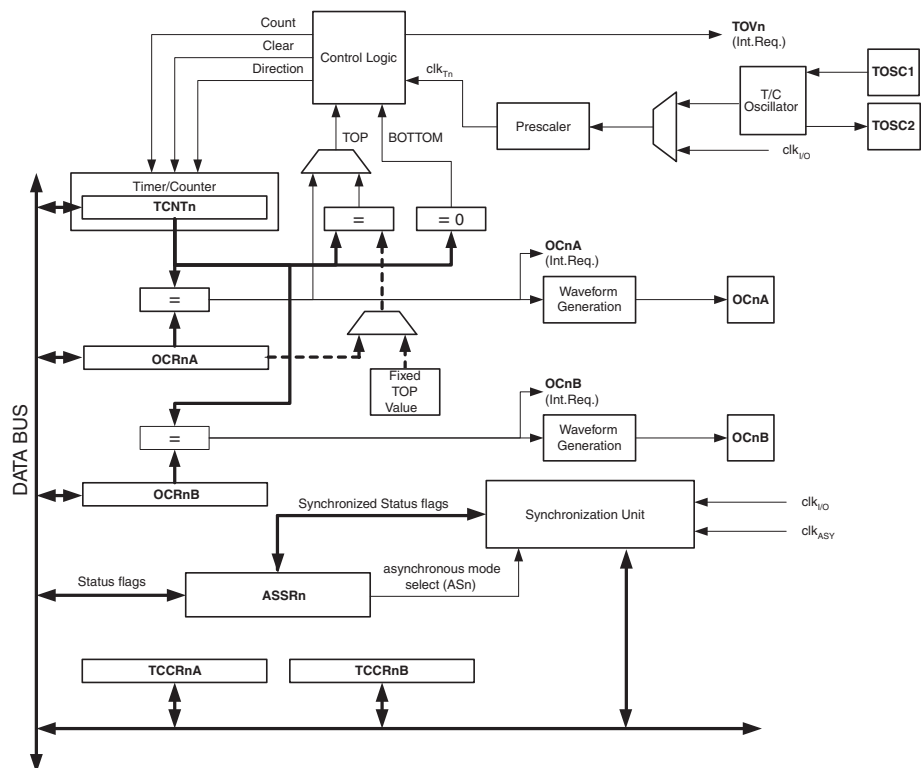 Count
Clear
Direction
Control Logic
TOVn
(Int.Req.)
clkTn
TOSC1
T/C
Oscillator
Prescaler
TOSC2
clkI/O
TOP
BOTTOM
Timer/Counter
TCNTn
=
= 0
OCnA
(Int.Req.)
=
Waveform
Generation
OCnA
OCRnA
Fixed
TOP
Value
OCnB
(Int.Req.)
=
Waveform
Generation
OCnB
DATA BUS
OCRnB
Synchronized Status flags
Synchronization Unit
clkI/O
clkASY
Status flags
ASSRn
asynchronous mode
select (ASn)
TCCRnA
TCCRnB